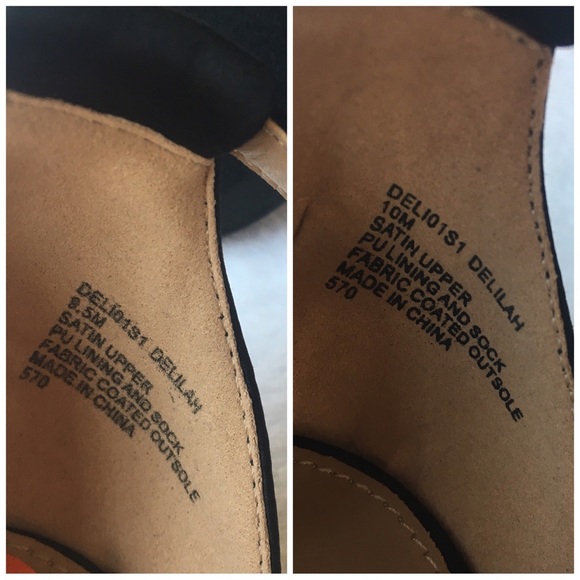 DELI01S1 DELILAH
9.5M
SATIN UPPER
PU LINING AND SOCK
FABRIC COATED OUTSOLE
MADE IN CHINA
570
DELI01S1 DELILAH
10M
SATIN UPPER
PU LINING AND SOCK
FABRIC COATED OUTSOLE
MADE IN CHINA
570